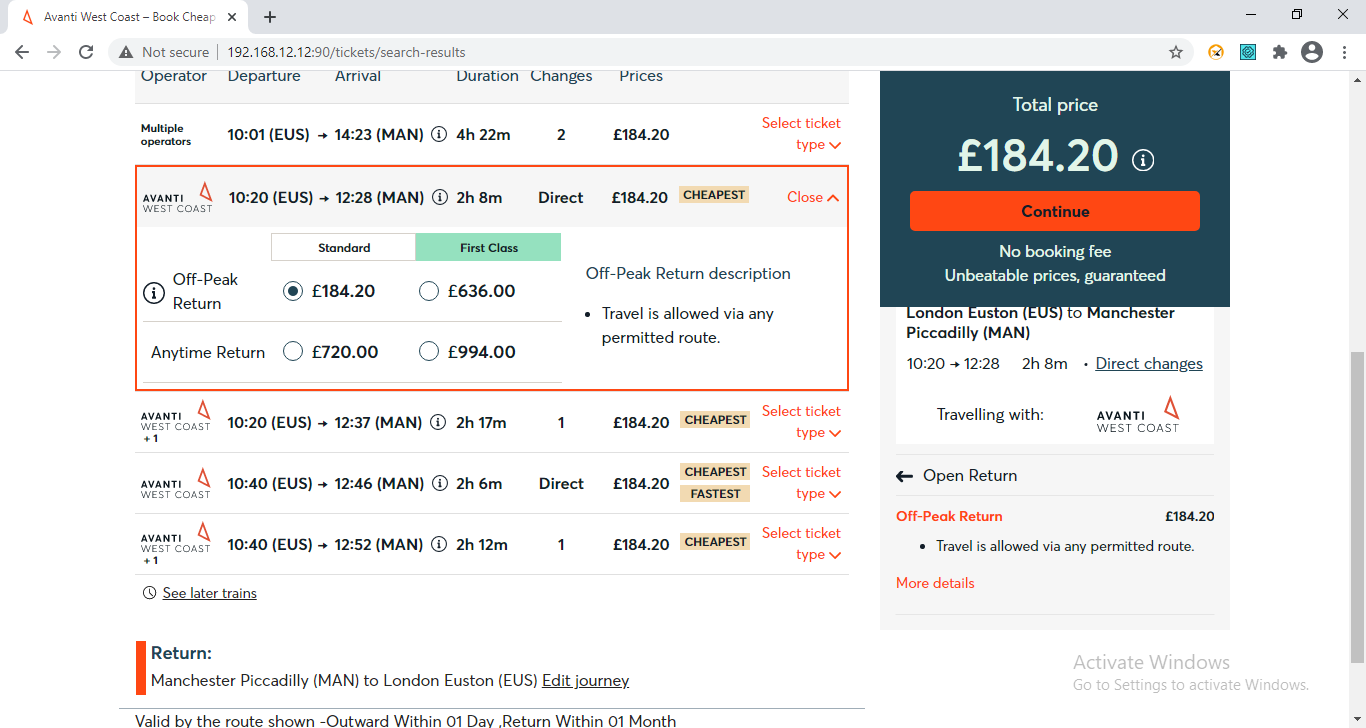 Avanti West Coast – Book Cheap
Not secure
192.168.12.12:90/tickets/search-results
Operator Departure Arrival Duration Changes Prices
Multiple operators 10:01 (EUS) → 14:23 (MAN) 4h 22m 2 £184.20 Select ticket type
AVANTI WEST COAST 10:20 (EUS) → 12:28 (MAN) 2h 8m Direct £184.20 CHEAPEST Close
Standard First Class
Off-Peak Return £184.20 £636.00
Anytime Return £720.00 £994.00
Off-Peak Return description
• Travel is allowed via any
permitted route.
AVANTI WEST COAST +1 10:20 (EUS) → 12:37 (MAN) 2h 17m 1 £184.20 CHEAPEST Select ticket type
AVANTI WEST COAST 10:40 (EUS) → 12:46 (MAN) 2h 6m Direct £184.20 CHEAPEST FASTEST Select ticket type
AVANTI WEST COAST +1 10:40 (EUS) → 12:52 (MAN) 2h 12m 1 £184.20 CHEAPEST Select ticket type
See later trains
Return:
Manchester Piccadilly (MAN) to London Euston (EUS) Edit journey
Valid by the route shown -Outward Within 01 Day ,Return Within 01 Month
Total price
£184.20
Continue
No booking fee
Unbeatable prices, guaranteed
London Euston (EUS) to Manchester
Piccadilly (MAN)
10:20 → 12:28 2h 8m • Direct changes
Travelling with: AVANTI WEST COAST
← Open Return
Off-Peak Return £184.20
• Travel is allowed via any permitted route.
More details
Activate Windows
Go to Settings to activate Windows.